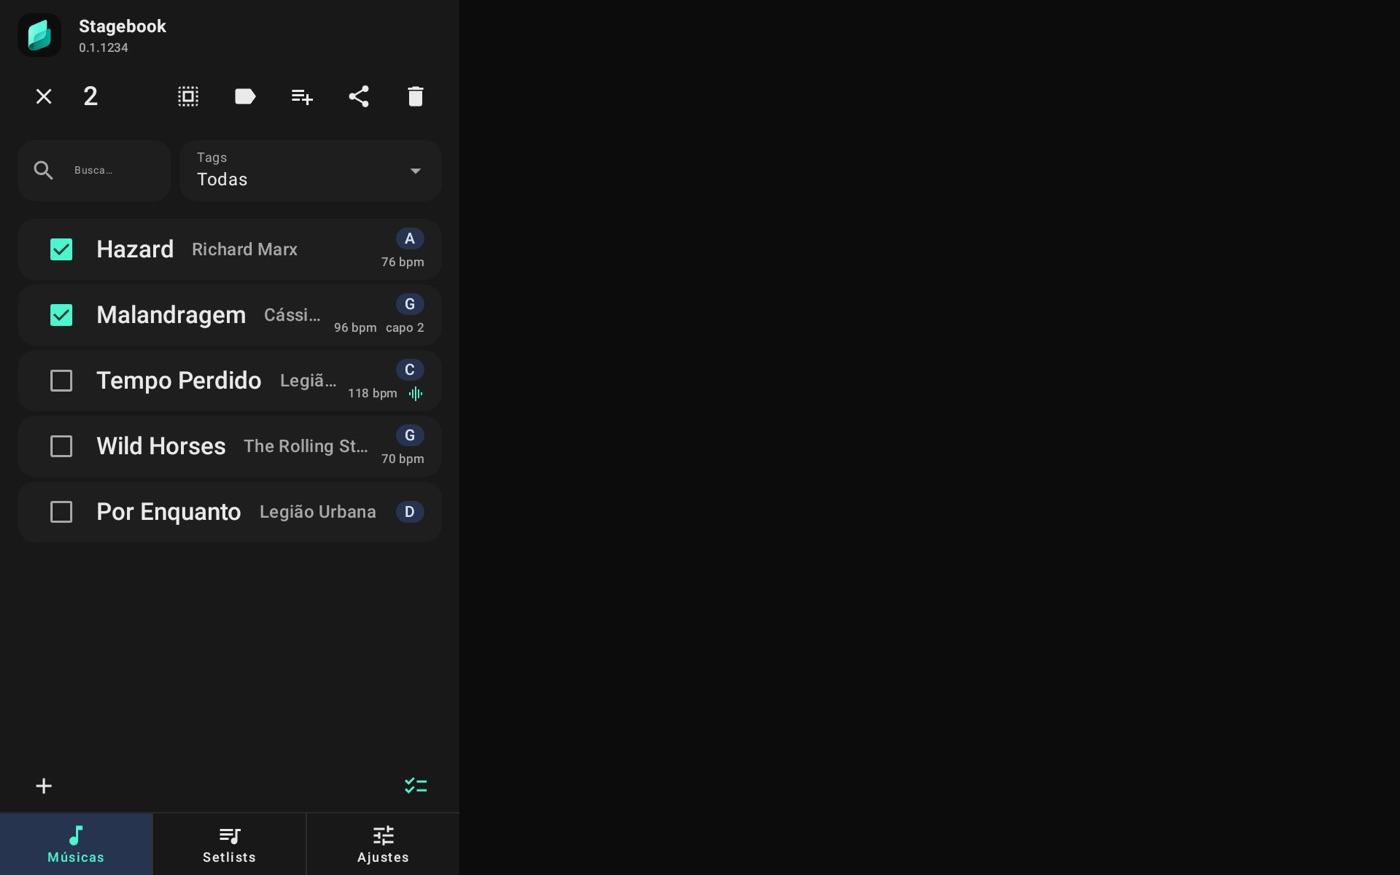 Stagebook
0.1.1234
2
Busca…
Tags
Todas
Hazard Richard Marx A
76 bpm
Malandragem Cássi… G
96 bpm capo 2
Tempo Perdido Legiã… C
118 bpm
Wild Horses The Rolling St… G
70 bpm
Por Enquanto Legião Urbana D
Músicas Setlists Ajustes